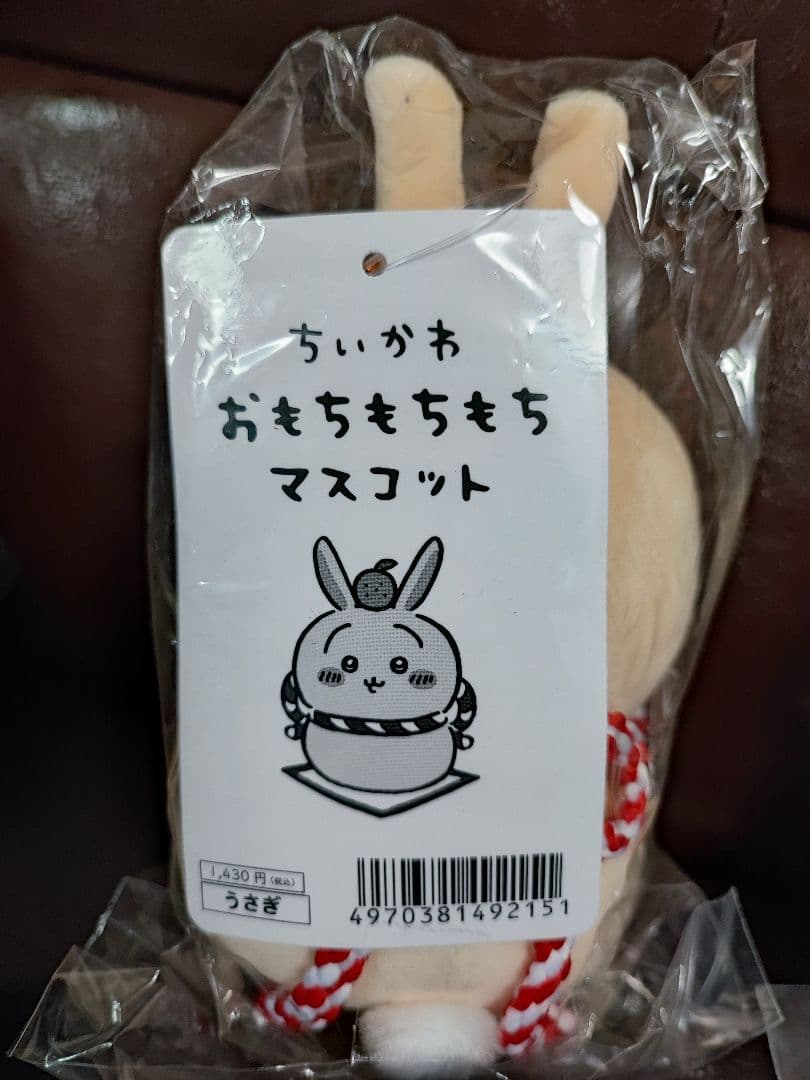 ちいかわ
おもちもちもち
マスコット
1,430円(税込)
うさぎ
4970381492151